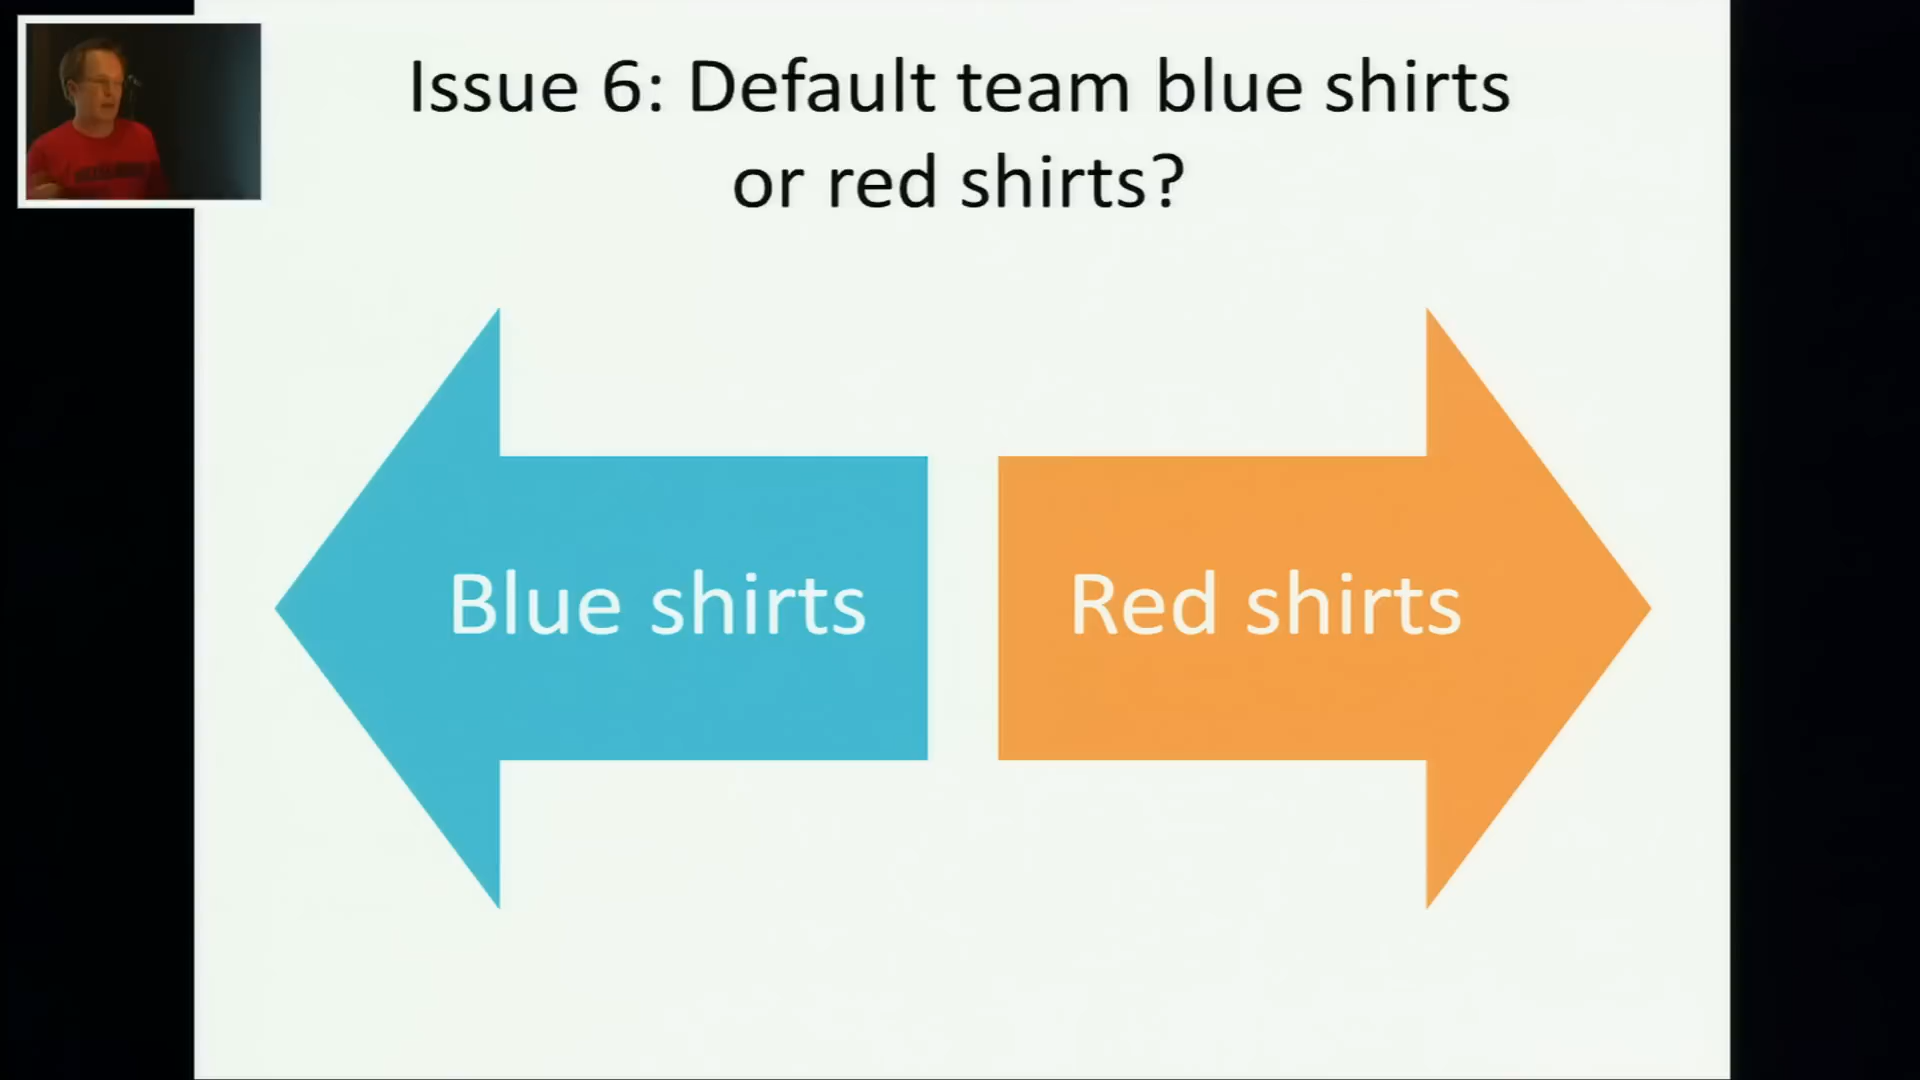 Issue 6: Default team blue shirts
or red shirts?
Blue shirts
Red shirts